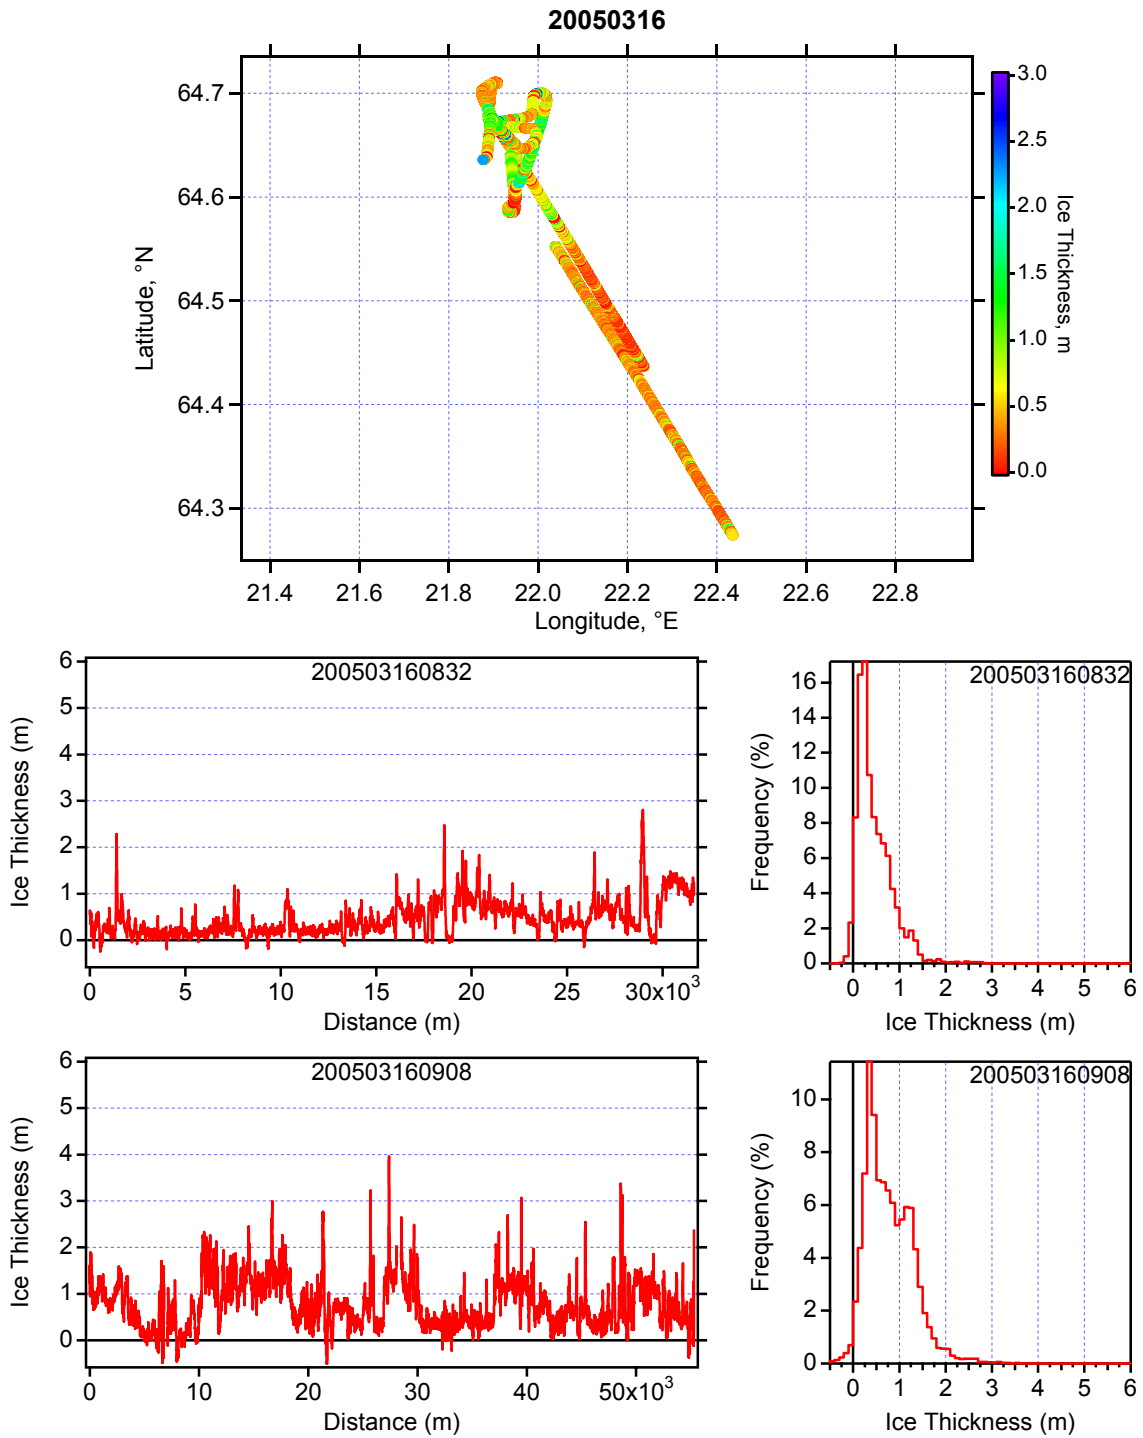 20050316
64.7
64.6
64.5
64.4
64.3
Latitude, °N
21.4 21.6 21.8 22.0 22.2 22.4 22.6 22.8
Longitude, °E
3.0
2.5
2.0
1.5
1.0
0.5
0.0
Ice Thickness, m
200503160832
6
5
4
3
2
1
0
Ice Thickness (m)
0 5 10 15 20 25 30x10³
Distance (m)
200503160832
16
14
12
10
8
6
4
2
0
Frequency (%)
0 1 2 3 4 5 6
Ice Thickness (m)
200503160908
6
5
4
3
2
1
0
Ice Thickness (m)
0 10 20 30 40 50x10³
Distance (m)
200503160908
10
8
6
4
2
0
Frequency (%)
0 1 2 3 4 5 6
Ice Thickness (m)